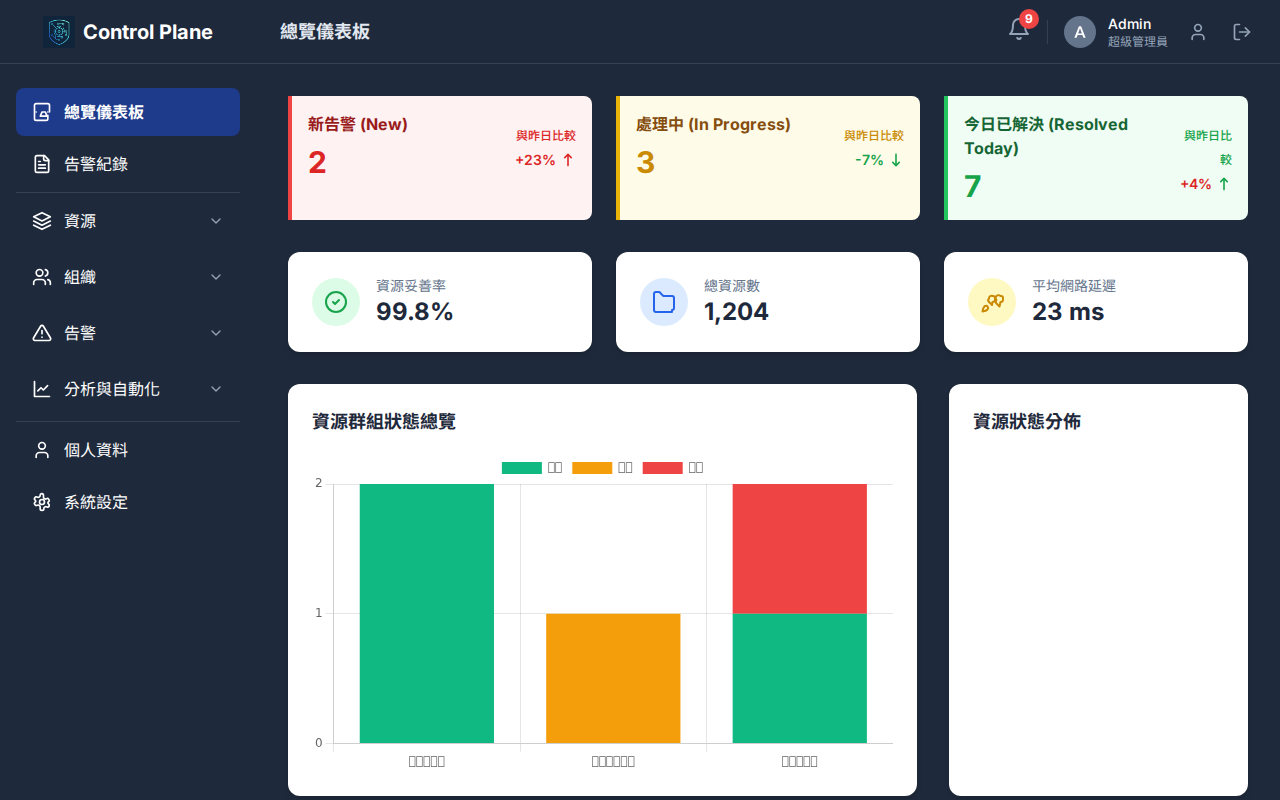 Control Plane
總覽儀表板
9
A
Admin
超級管理員
總覽儀表板
告警紀錄
資源
組織
告警
分析與自動化
個人資料
系統設定
新告警 (New)
2
與昨日比較
+23% ↑
處理中 (In Progress)
3
與昨日比較
-7% ↓
今日已解決 (Resolved
Today)
7
與昨日比
較
+4% ↑
資源妥善率
99.8%
總資源數
1,204
平均網路延遲
23 ms
資源群組狀態總覽
2
1
0
資源狀態分佈